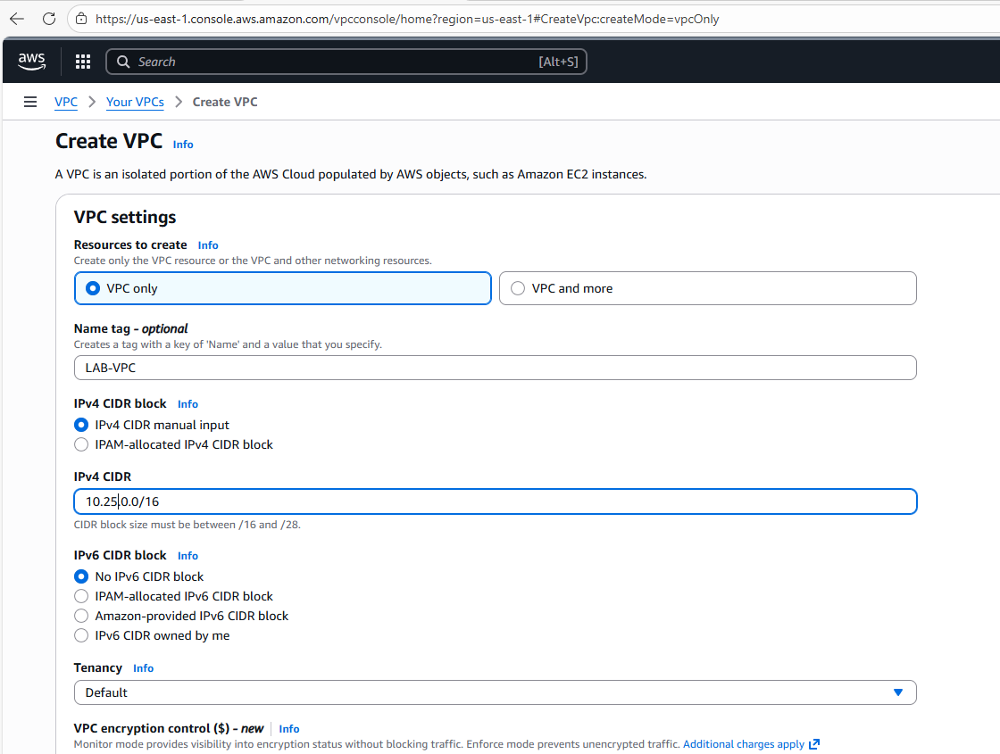 https://us-east-1.console.aws.amazon.com/vpcconsole/home?region=us-east-1#CreateVpc:createMode=vpcOnly
aws Search [Alt+S]
VPC > Your VPCs > Create VPC
Create VPC Info
A VPC is an isolated portion of the AWS Cloud populated by AWS objects, such as Amazon EC2 instances.
VPC settings
Resources to create Info
Create only the VPC resource or the VPC and other networking resources.
VPC only VPC and more
Name tag - optional
Creates a tag with a key of 'Name' and a value that you specify.
LAB-VPC
IPv4 CIDR block Info
IPv4 CIDR manual input
IPAM-allocated IPv4 CIDR block
IPv4 CIDR
10.25.0.0/16
CIDR block size must be between /16 and /28.
IPv6 CIDR block Info
No IPv6 CIDR block
IPAM-allocated IPv6 CIDR block
Amazon-provided IPv6 CIDR block
IPv6 CIDR owned by me
Tenancy Info
Default
VPC encryption control ($) - new Info
Monitor mode provides visibility into encryption status without blocking traffic. Enforce mode prevents unencrypted traffic. Additional charges apply